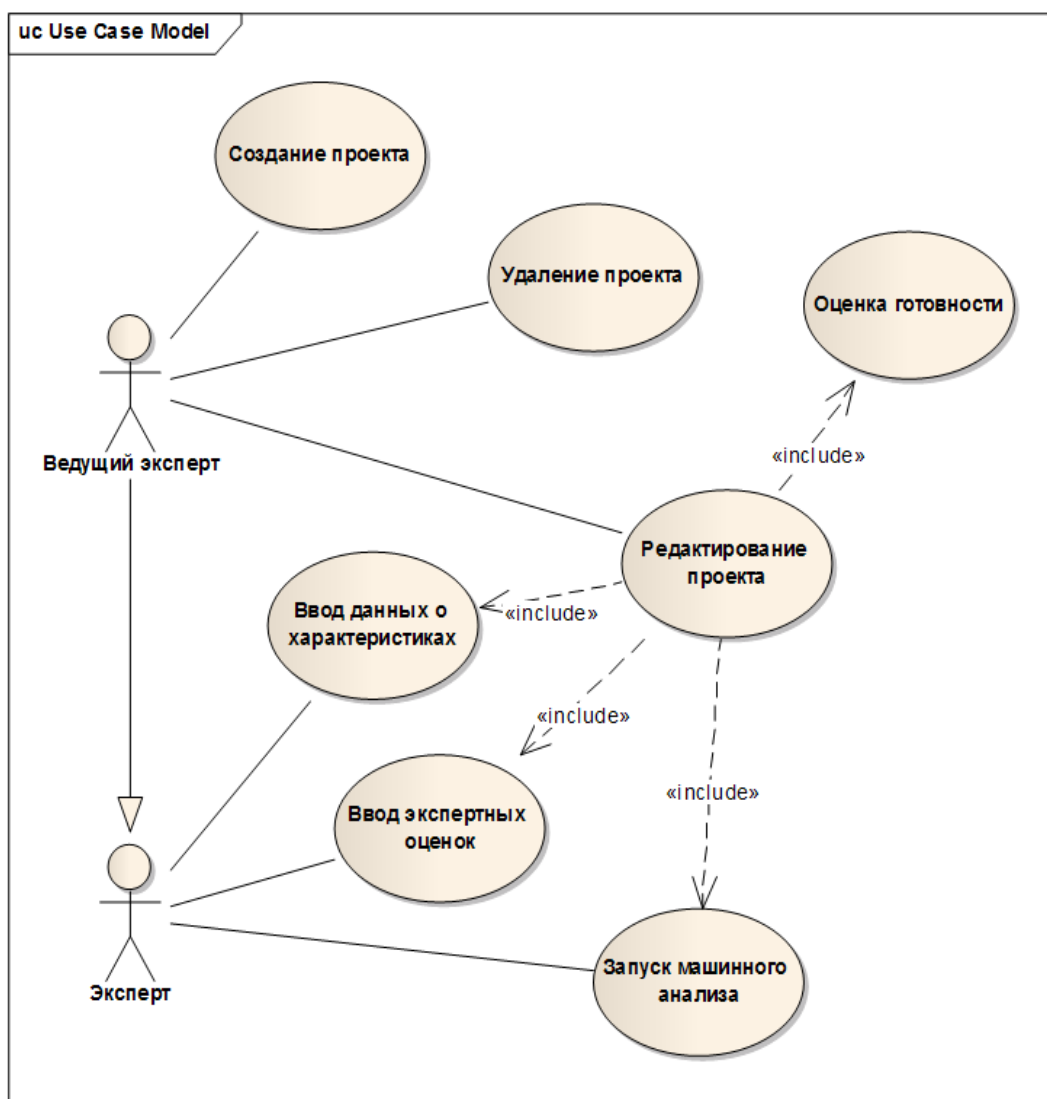 uc Use Case Model
Создание проекта
Удаление проекта
Оценка готовности
Ведущий эксперт
«include»
Редактирование
проекта
Ввод данных о
характеристиках
«include»
«include»
«include»
Ввод экспертных
оценок
Запуск машинного
анализа
Эксперт